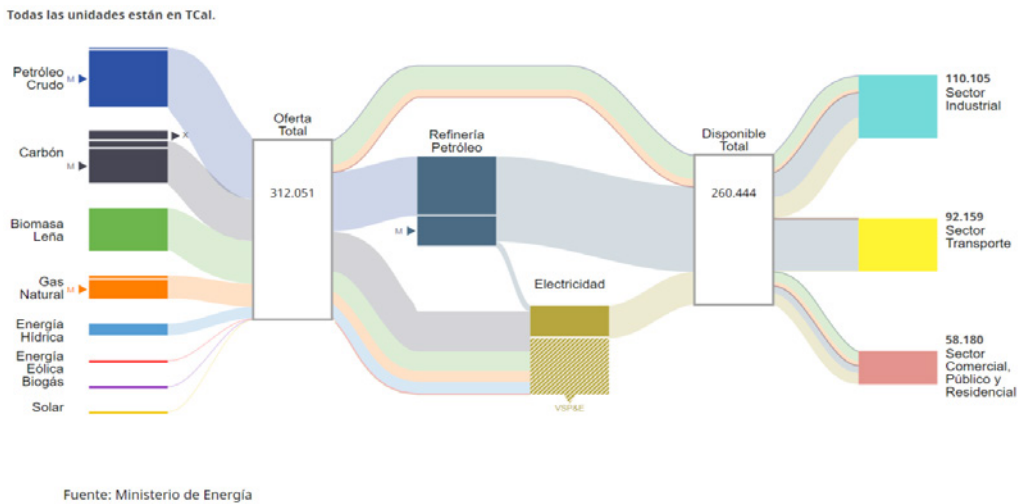 Todas las unidades están en TCal.
Petróleo
Crudo
M
Carbón
X
M
Biomasa
Leña
Gas
Natural
M
Energía
Hídrica
Energía
Eólica
Biogás
Solar
Oferta
Total
312.051
Refinería
Petróleo
M
Electricidad
VSP&E
Disponible
Total
260.444
110.105
Sector
Industrial
92.159
Sector
Transporte
58.180
Sector
Comercial,
Público y
Residencial
Fuente: Ministerio de Energía